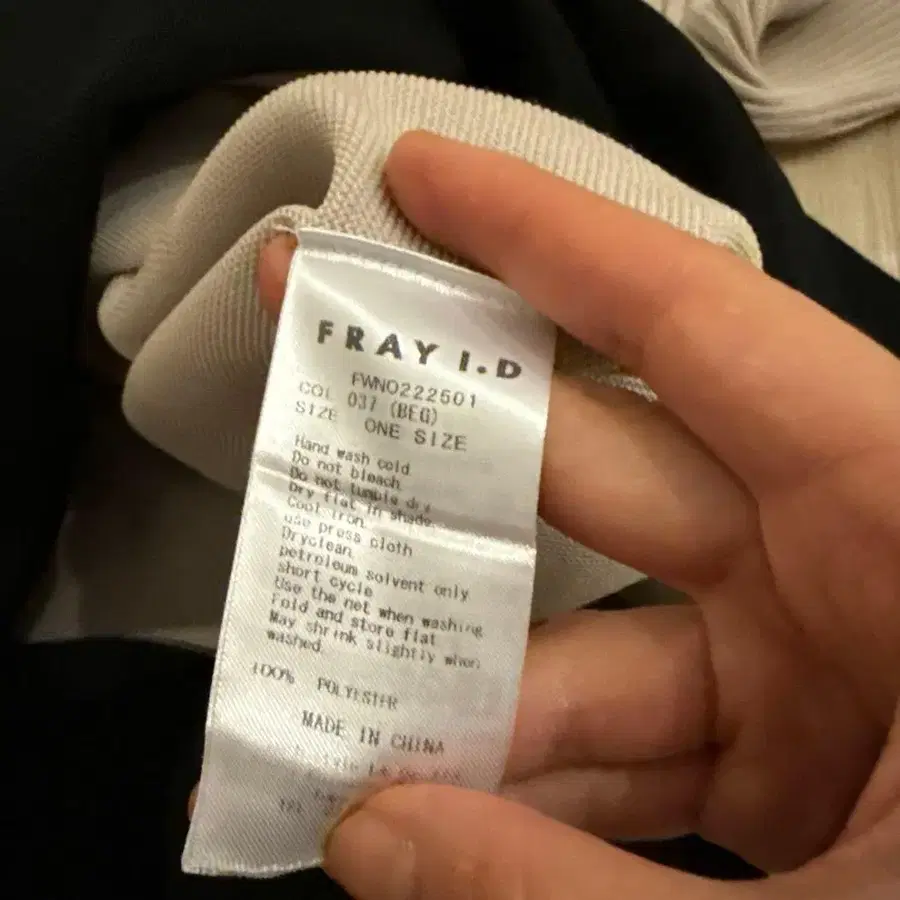 FRAY I.D
FWNO222501
COL 037 (BEG)
SIZE ONE SIZE
Hand wash cold
Do not bleach
Do not tumble dry
Dry flat in shade
Cool iron
use press cloth
Dryclean
petroleum solvent only
short cycle
Use the net when washing
Fold and store flat
May shrink slightly when
washed.
100% POLYESTER
MADE IN CHINA
TEL